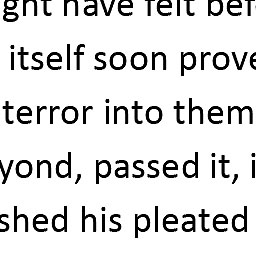 ght have felt bef
itself soon prove
terror into them
yond, passed it, i
shed his pleated